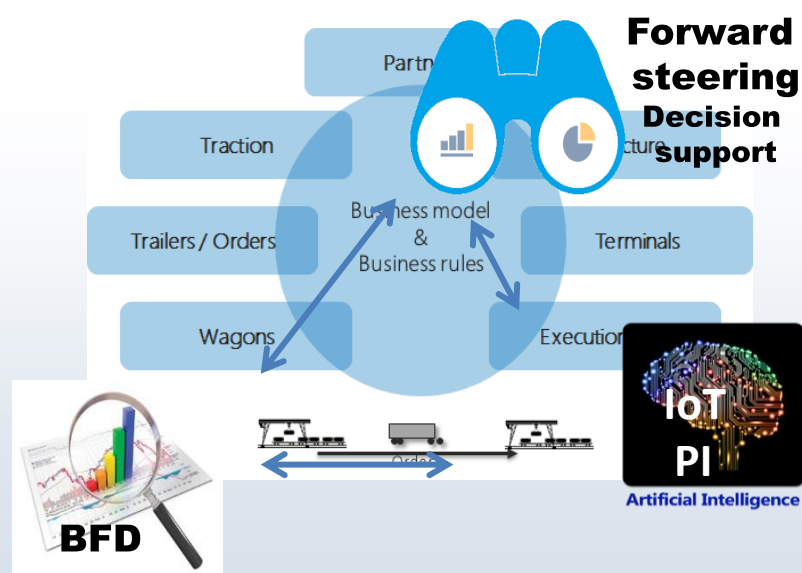 Forward
steering
Decision
support
Traction
Trailers / Orders
Business model
&
Business rules
Terminals
Wagons
IoT
PI
Artificial Intelligence
BFD